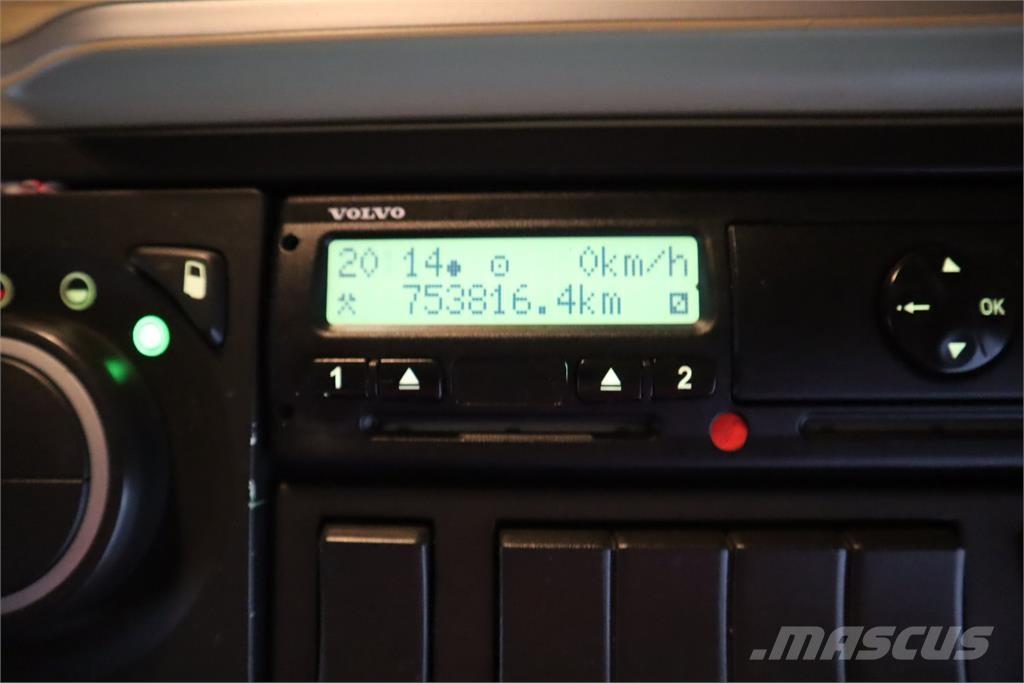 VOLVO
20 14 0km/h
753816.4km
1 2
OK
.MASCUS